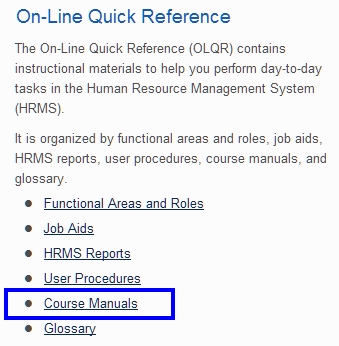 On-Line Quick Reference
The On-Line Quick Reference (OLQR) contains
instructional materials to help you perform day-to-day
tasks in the Human Resource Management System
(HRMS).
It is organized by functional areas and roles, job aids,
HRMS reports, user procedures, course manuals, and
glossary.
Functional Areas and Roles
Job Aids
HRMS Reports
User Procedures
Course Manuals
Glossary